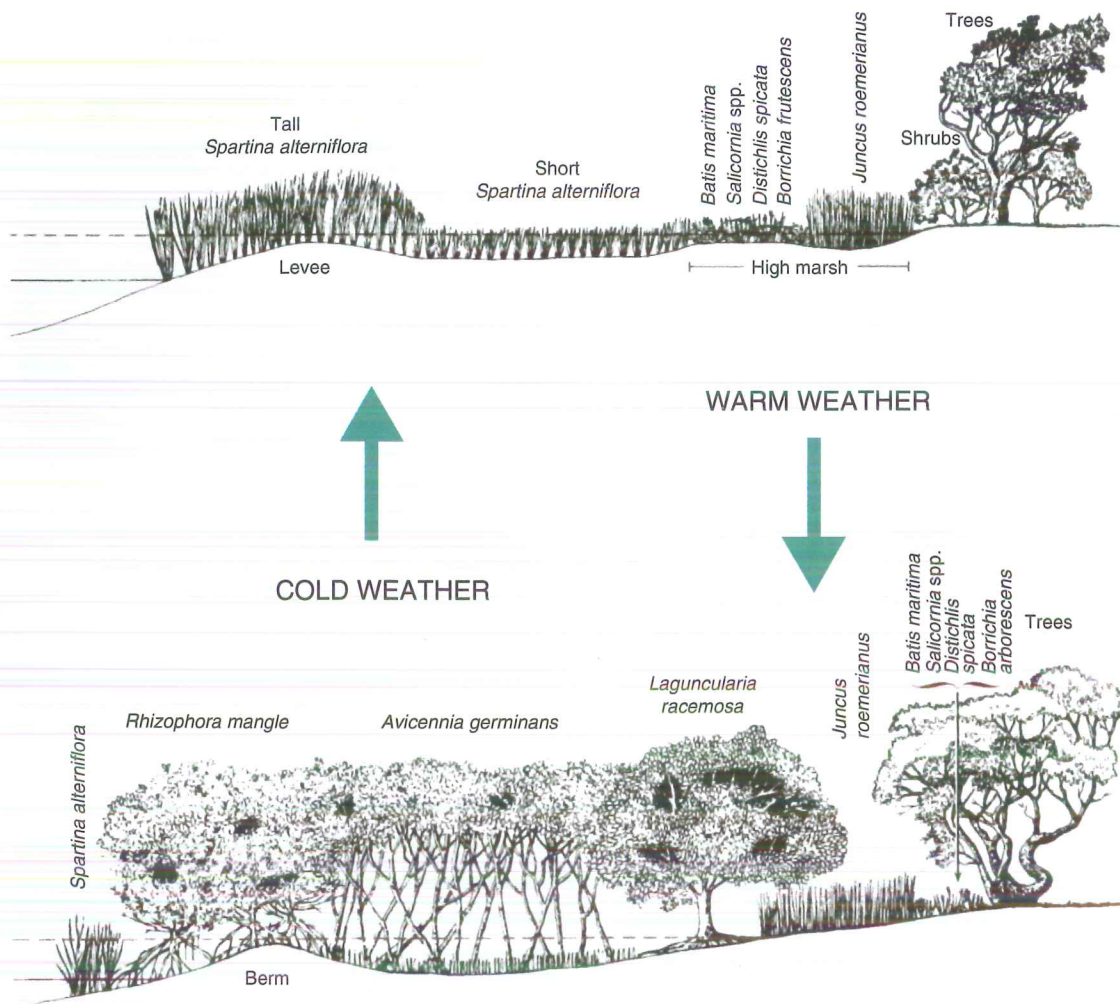 Trees
Batis maritima
Salicornia spp.
Distichlis spicata
Borrichia frutescens
Juncus roemerianus
Tall
Spartina alterniflora
Short
Spartina alterniflora
Shrubs
Levee
High marsh
WARM WEATHER
COLD WEATHER
Batis maritima
Salicornia spp.
Distichlis
spicata
Borrichia
arborescens
Trees
Spartina alterniflora
Rhizophora mangle
Avicennia germinans
Laguncularia
racemosa
Juncus
roemerianus
Berm